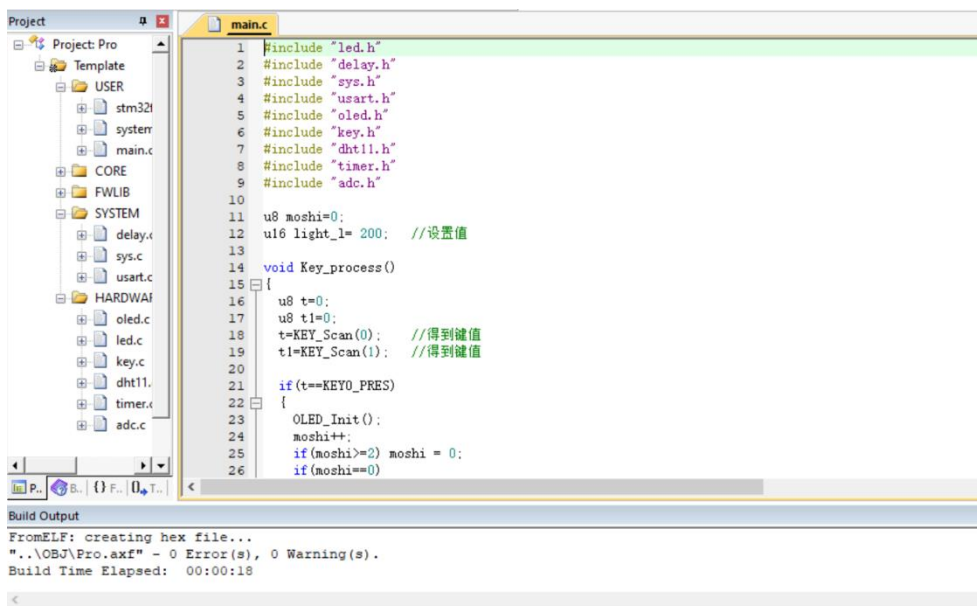 Project
Project: Pro
Template
USER
stm32f
system
main.c
CORE
FWLIB
SYSTEM
delay.c
sys.c
usart.c
HARDWAR
oled.c
led.c
key.c
dht11.
timer.c
adc.c
P.. B.. {} F.. T..
main.c
1 #include "led.h"
2 #include "delay.h"
3 #include "sys.h"
4 #include "usart.h"
5 #include "oled.h"
6 #include "key.h"
7 #include "dht11.h"
8 #include "timer.h"
9 #include "adc.h"
10
11 u8 moshi=0;
12 u16 light_l= 200; //设置值
13
14 void Key_process()
15 {
16 u8 t=0;
17 u8 t1=0;
18 t=KEY_Scan(0); //得到键值
19 t1=KEY_Scan(1); //得到键值
20
21 if(t==KEY0_PRES)
22 {
23 OLED_Init();
24 moshi++;
25 if(moshi>=2) moshi = 0;
26 if(moshi==0)
Build Output
FromELF: creating hex file...
"..\OBJ\Pro.axf" - 0 Error(s), 0 Warning(s).
Build Time Elapsed: 00:00:18